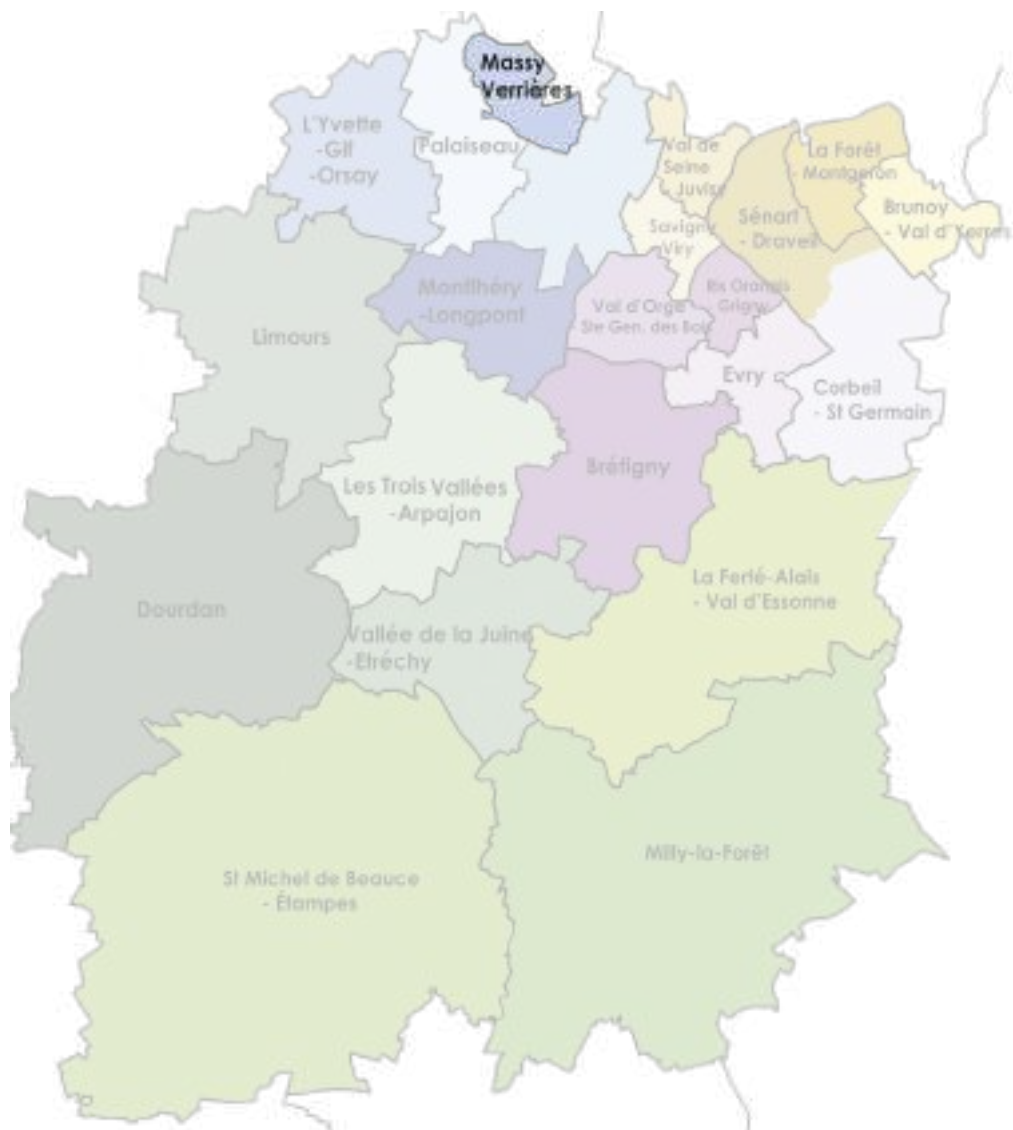 Massy
Verrières
L'Yvette
-Gif
-Orsay
Palaiseau
Val de
Seine
- Juvisy
La Forêt
- Montgeron
Sénart
- Draveil
Brunoy
- Val d'Yerres
Savigny
-Viry
Montlhéry
-Longpont
Val d'Orge
Ste Gen. des Bois
Ris Orangis
Grigny
Limours
Evry
Corbeil
- St Germain
Brétigny
Les Trois Vallées
-Arpajon
La Ferté-Alais
- Val d'Essonne
Dourdan
Vallée de la Juine
-Etréchy
Milly-la-Forêt
St Michel de Beauce
- Étampes